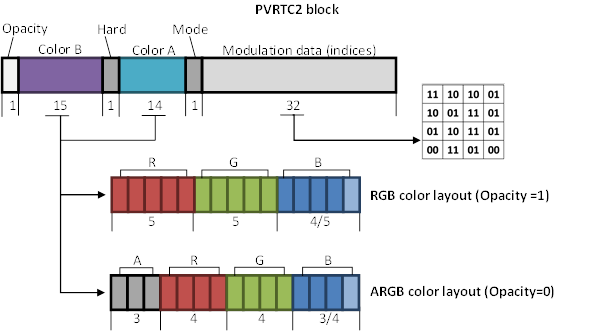 PVRTC2 block
Opacity Hard Mode
Color B Color A Modulation data (indices)
1 15 1 14 1 32
11 10 10 01
10 01 11 01
01 10 11 01
00 11 01 00
R G B
RGB color layout (Opacity =1)
5 5 4/5
A R G B
ARGB color layout (Opacity=0)
3 4 4 3/4